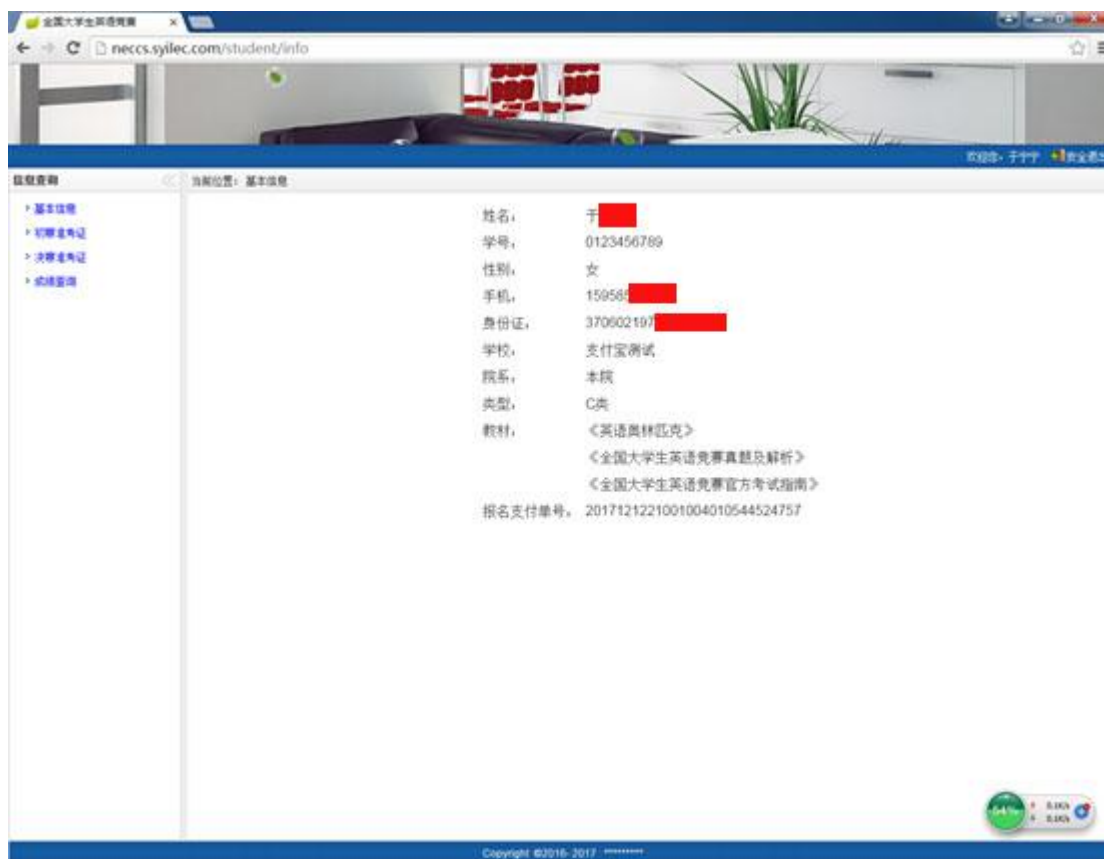 全国大学生英语竞赛
neccs.syilec.com/student/info
信息查询
当前位置：基本信息
基本信息
初赛准考证
决赛准考证
成绩查询
姓名： 于
学号： 0123456789
性别： 女
手机： 159585
身份证： 370602197
学校： 支付宝测试
院系： 本院
类型： C类
教材： 《英语奥林匹克》
《全国大学生英语竞赛真题及解析》
《全国大学生英语竞赛官方考试指南》
报名支付单号： 2017121221001004010544524757
Copyright ©2016-2017 *********